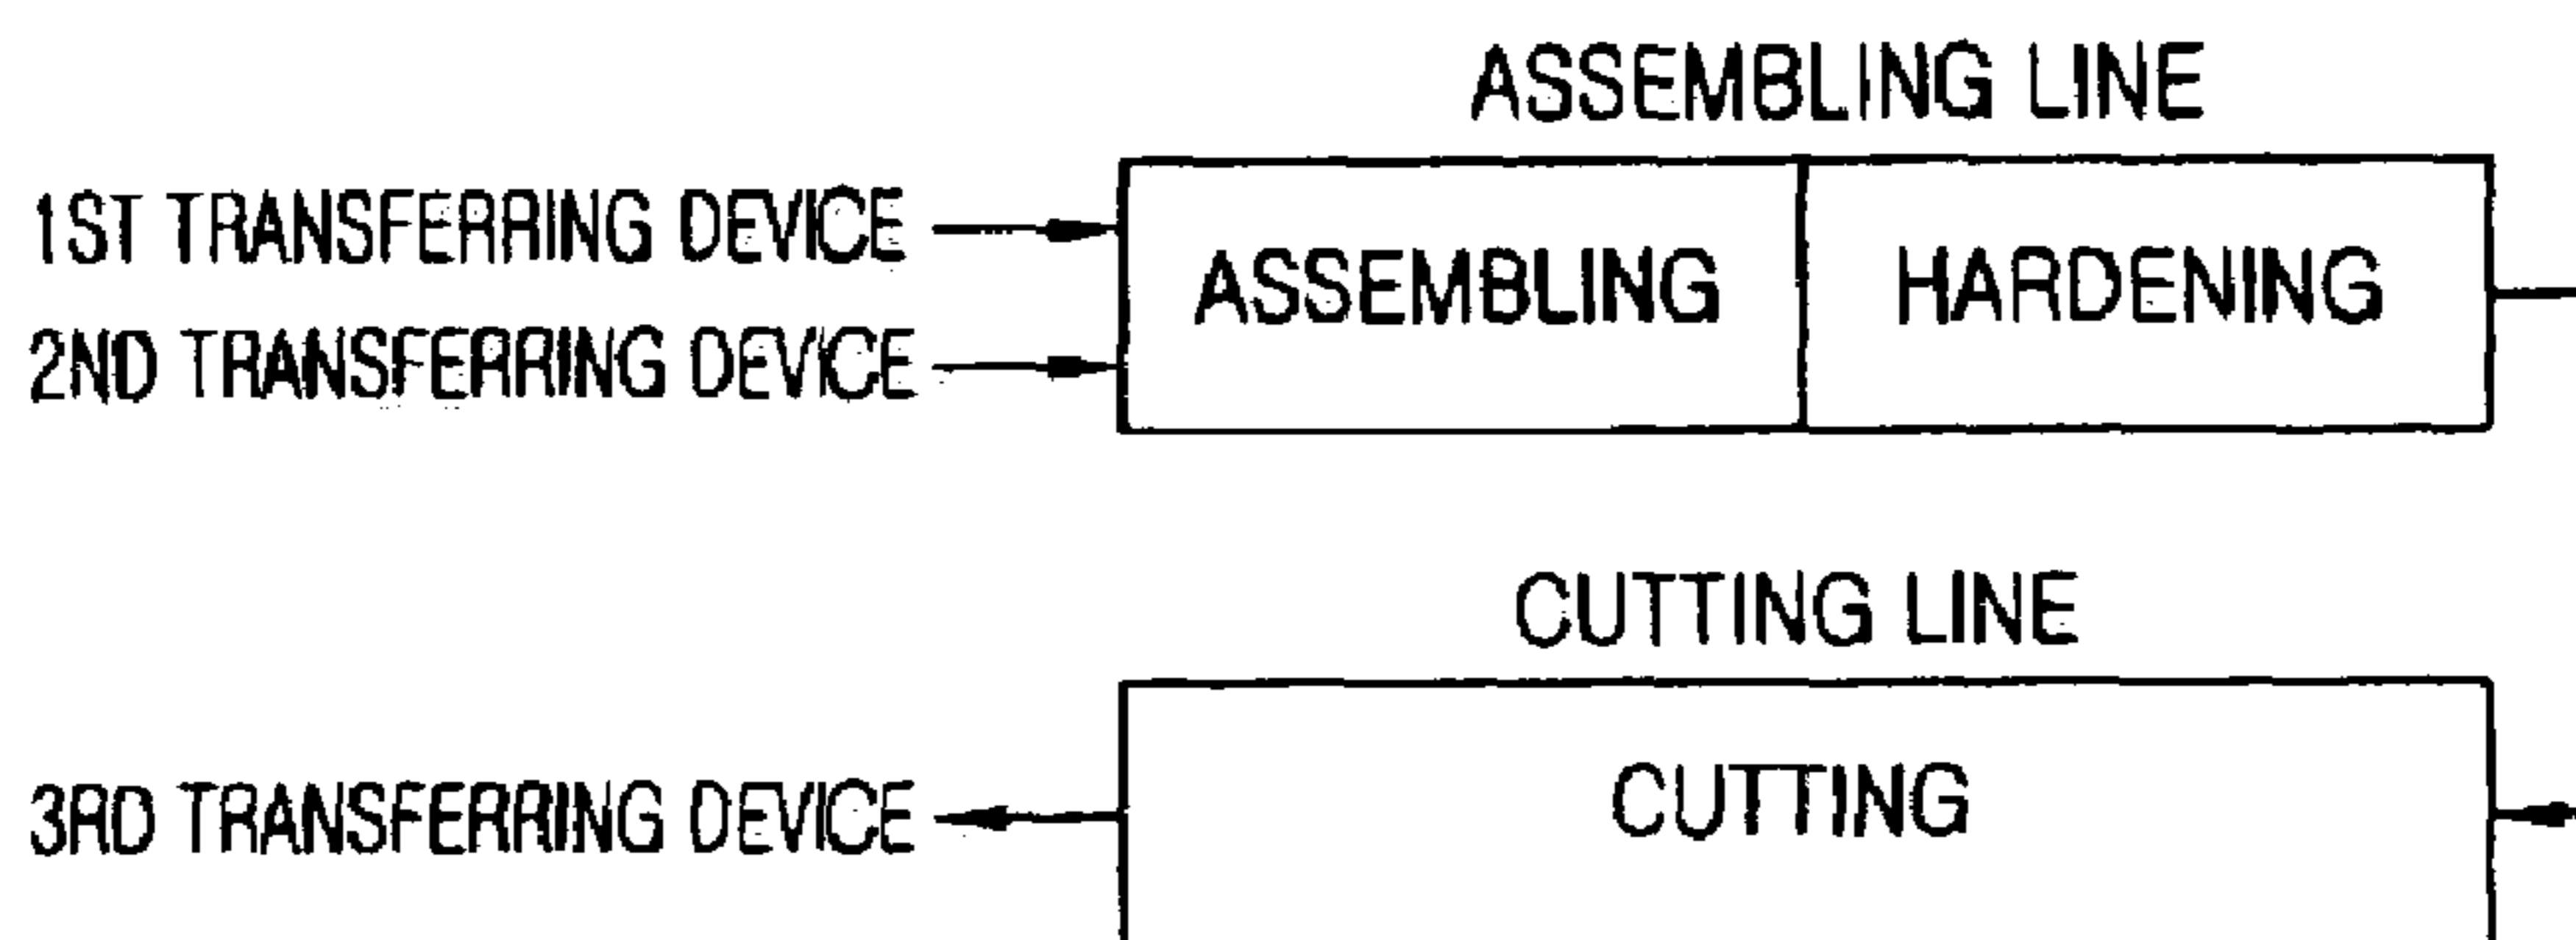 ASSEMBLING LINE
1ST TRANSFERRING DEVICE
ASSEMBLING
HARDENING
2ND TRANSFERRING DEVICE
CUTTING LINE
CUTTING
3RD TRANSFERRING DEVICE